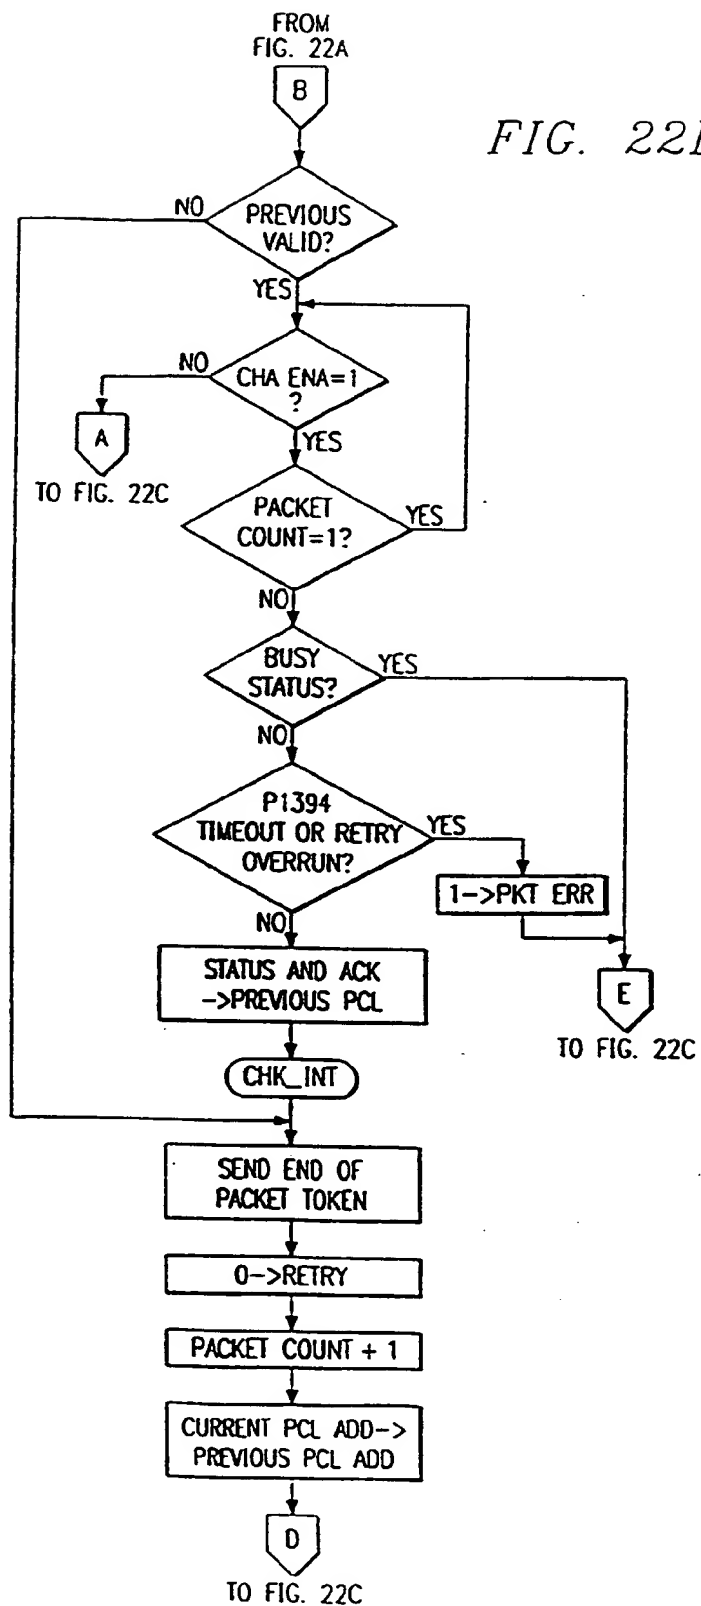 FROM
FIG. 22A
B
FIG. 22
NO
PREVIOUS
VALID?
YES
NO
CHA ENA=1
?
A
YES
TO FIG. 22C
PACKET
COUNT=1?
YES
NO
BUSY
STATUS?
YES
NO
P1394
TIMEOUT OR RETRY
OVERRUN?
YES
1->PKT ERR
NO
STATUS AND ACK
->PREVIOUS PCL
E
TO FIG. 22C
CHK_INT
SEND END OF
PACKET TOKEN
0->RETRY
PACKET COUNT + 1
CURRENT PCL ADD->
PREVIOUS PCL ADD
D
TO FIG. 22C